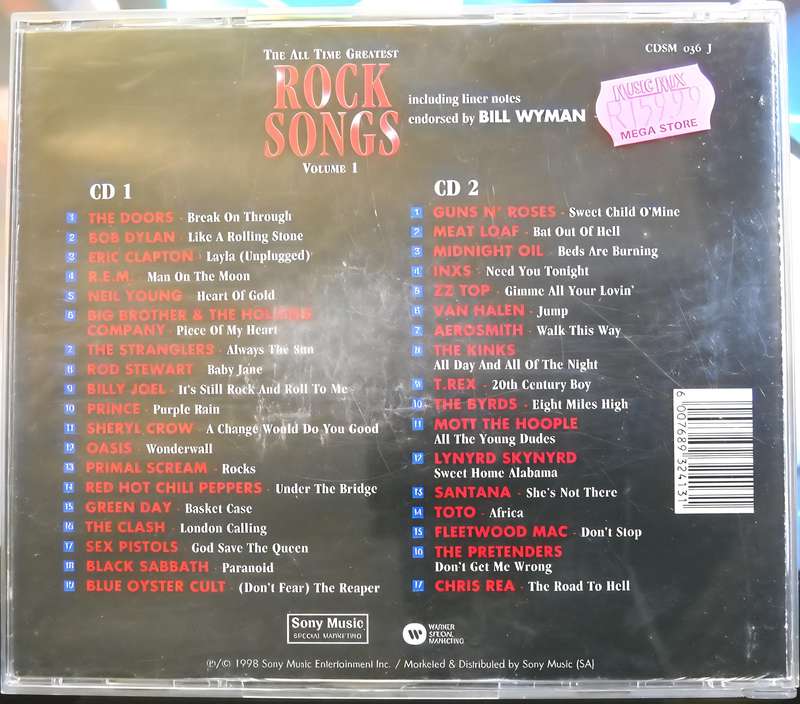 The All Time Greatest
ROCK
SONGS
Volume 1
including liner notes
endorsed by BILL WYMAN
CDSM 036 J
MUSIC MUX
R159.99
MEGA STORE
CD 1
1 THE DOORS - Break On Through
2 BOB DYLAN - Like A Rolling Stone
3 ERIC CLAPTON - Layla (Unplugged)
4 R.E.M. - Man On The Moon
5 NEIL YOUNG - Heart Of Gold
6 BIG BROTHER & THE HOLDING
COMPANY - Piece Of My Heart
7 THE STRANGLERS - Always The Sun
8 ROD STEWART - Baby Jane
9 BILLY JOEL - It's Still Rock And Roll To Me
10 PRINCE - Purple Rain
11 SHERYL CROW - A Change Would Do You Good
12 OASIS - Wonderwall
13 PRIMAL SCREAM - Rocks
14 RED HOT CHILI PEPPERS - Under The Bridge
15 GREEN DAY - Basket Case
16 THE CLASH - London Calling
17 SEX PISTOLS - God Save The Queen
18 BLACK SABBATH - Paranoid
19 BLUE OYSTER CULT - (Don't Fear) The Reaper
CD 2
1 GUNS N' ROSES - Sweet Child O'Mine
2 MEAT LOAF - Bat Out Of Hell
3 MIDNIGHT OIL - Beds Are Burning
4 INXS - Need You Tonight
5 ZZ TOP - Gimme All Your Lovin'
6 VAN HALEN - Jump
7 AEROSMITH - Walk This Way
8 THE KINKS
All Day And All Of The Night
9 T.REX - 20th Century Boy
10 THE BYRDS - Eight Miles High
11 MOTT THE HOOPLE
All The Young Dudes
12 LYNYRD SKYNYRD
Sweet Home Alabama
13 SANTANA - She's Not There
14 TOTO - Africa
15 FLEETWOOD MAC - Don't Stop
16 THE PRETENDERS
Don't Get Me Wrong
17 CHRIS REA - The Road To Hell
6 007689 324131
Sony Music
SPECIAL MARKETING
WARNER
SPECIAL
MARKETING
℗/© 1998 Sony Music Entertainment Inc. / Marketed & Distributed by Sony Music (SA)